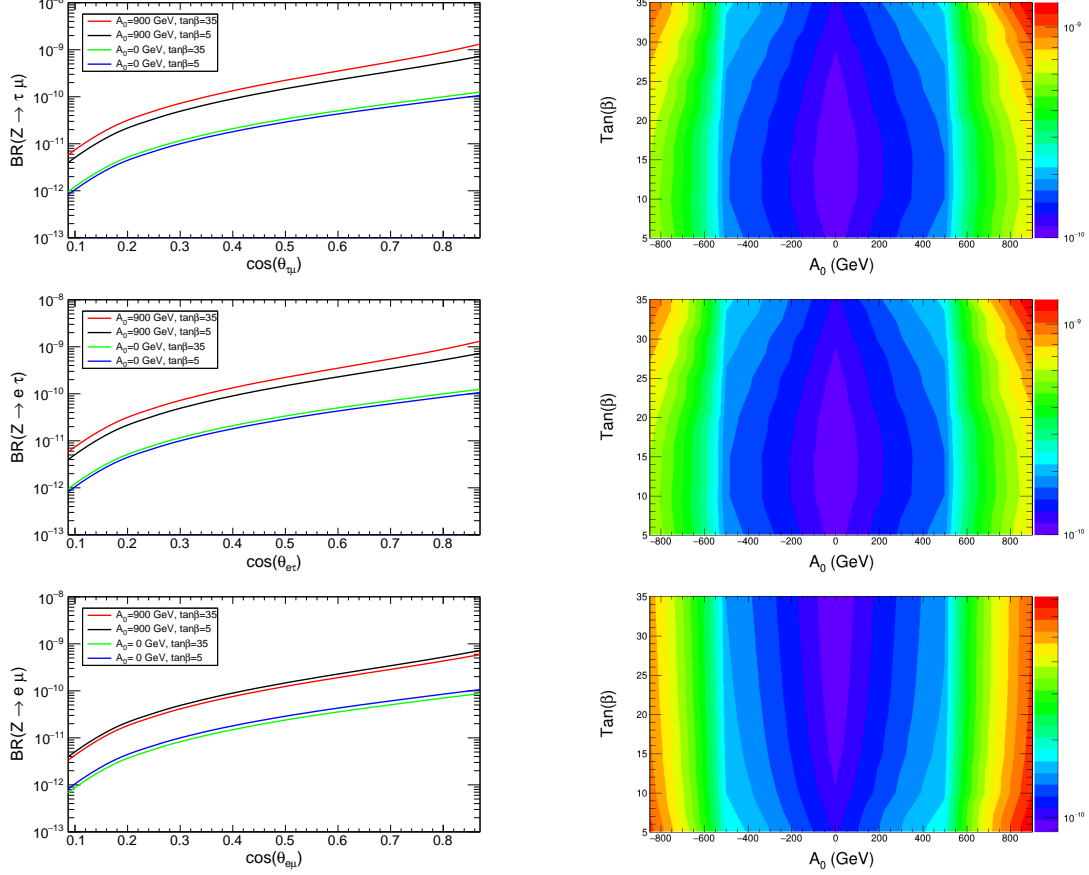 A₀=900 GeV, tanβ=35
A₀=900 GeV, tanβ=5
A₀=0 GeV, tanβ=35
A₀=0 GeV, tanβ=5
BR(Z → τ μ)
10⁻⁸
10⁻⁹
10⁻¹⁰
10⁻¹¹
10⁻¹²
10⁻¹³
0.1 0.2 0.3 0.4 0.5 0.6 0.7 0.8
cos(θτμ)
Tan(β)
35
30
25
20
15
10
5
−800 −600 −400 −200 0 200 400 600 800
A₀ (GeV)
10⁻⁹
10⁻¹⁰
A₀=900 GeV, tanβ=35
A₀=900 GeV, tanβ=5
A₀=0 GeV, tanβ=35
A₀=0 GeV, tanβ=5
BR(Z → e τ)
10⁻⁸
10⁻⁹
10⁻¹⁰
10⁻¹¹
10⁻¹²
10⁻¹³
0.1 0.2 0.3 0.4 0.5 0.6 0.7 0.8
cos(θeτ)
Tan(β)
35
30
25
20
15
10
5
−800 −600 −400 −200 0 200 400 600 800
A₀ (GeV)
10⁻⁹
10⁻¹⁰
A₀=900 GeV, tanβ=35
A₀=900 GeV, tanβ=5
A₀= 0 GeV, tanβ=35
A₀= 0 GeV, tanβ=5
BR(Z → e μ)
10⁻⁸
10⁻⁹
10⁻¹⁰
10⁻¹¹
10⁻¹²
10⁻¹³
0.1 0.2 0.3 0.4 0.5 0.6 0.7 0.8
cos(θeμ)
Tan(β)
35
30
25
20
15
10
5
−800 −600 −400 −200 0 200 400 600 800
A₀ (GeV)
10⁻¹⁰